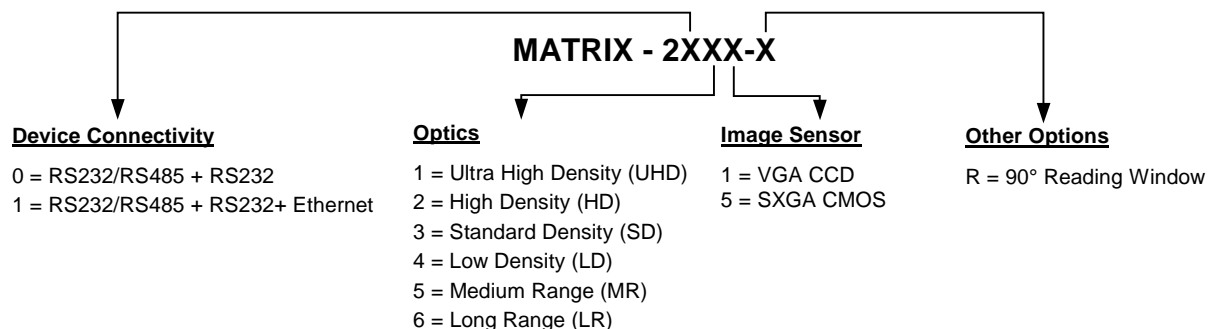 MATRIX - 2XXX-X
Device Connectivity
0 = RS232/RS485 + RS232
1 = RS232/RS485 + RS232+ Ethernet
Optics
1 = Ultra High Density (UHD)
2 = High Density (HD)
3 = Standard Density (SD)
4 = Low Density (LD)
5 = Medium Range (MR)
6 = Long Range (LR)
Image Sensor
1 = VGA CCD
5 = SXGA CMOS
Other Options
R = 90° Reading Window